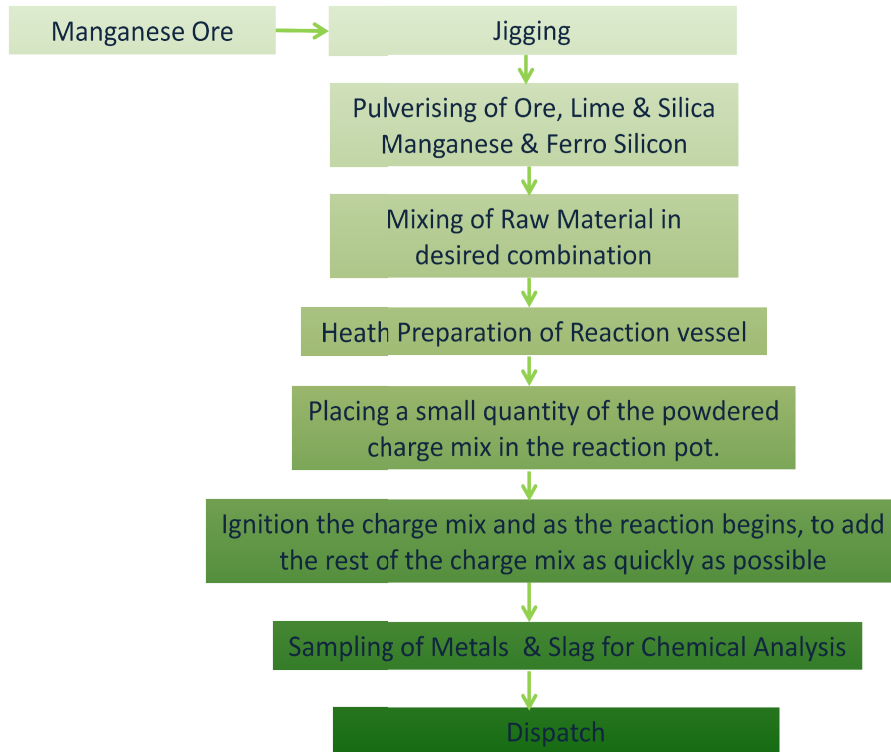 Manganese Ore
Jigging
Pulverising of Ore, Lime & Silica
Manganese & Ferro Silicon
Mixing of Raw Material in
desired combination
Heath Preparation of Reaction vessel
Placing a small quantity of the powdered
charge mix in the reaction pot.
Ignition the charge mix and as the reaction begins, to add
the rest of the charge mix as quickly as possible
Sampling of Metals & Slag for Chemical Analysis
Dispatch